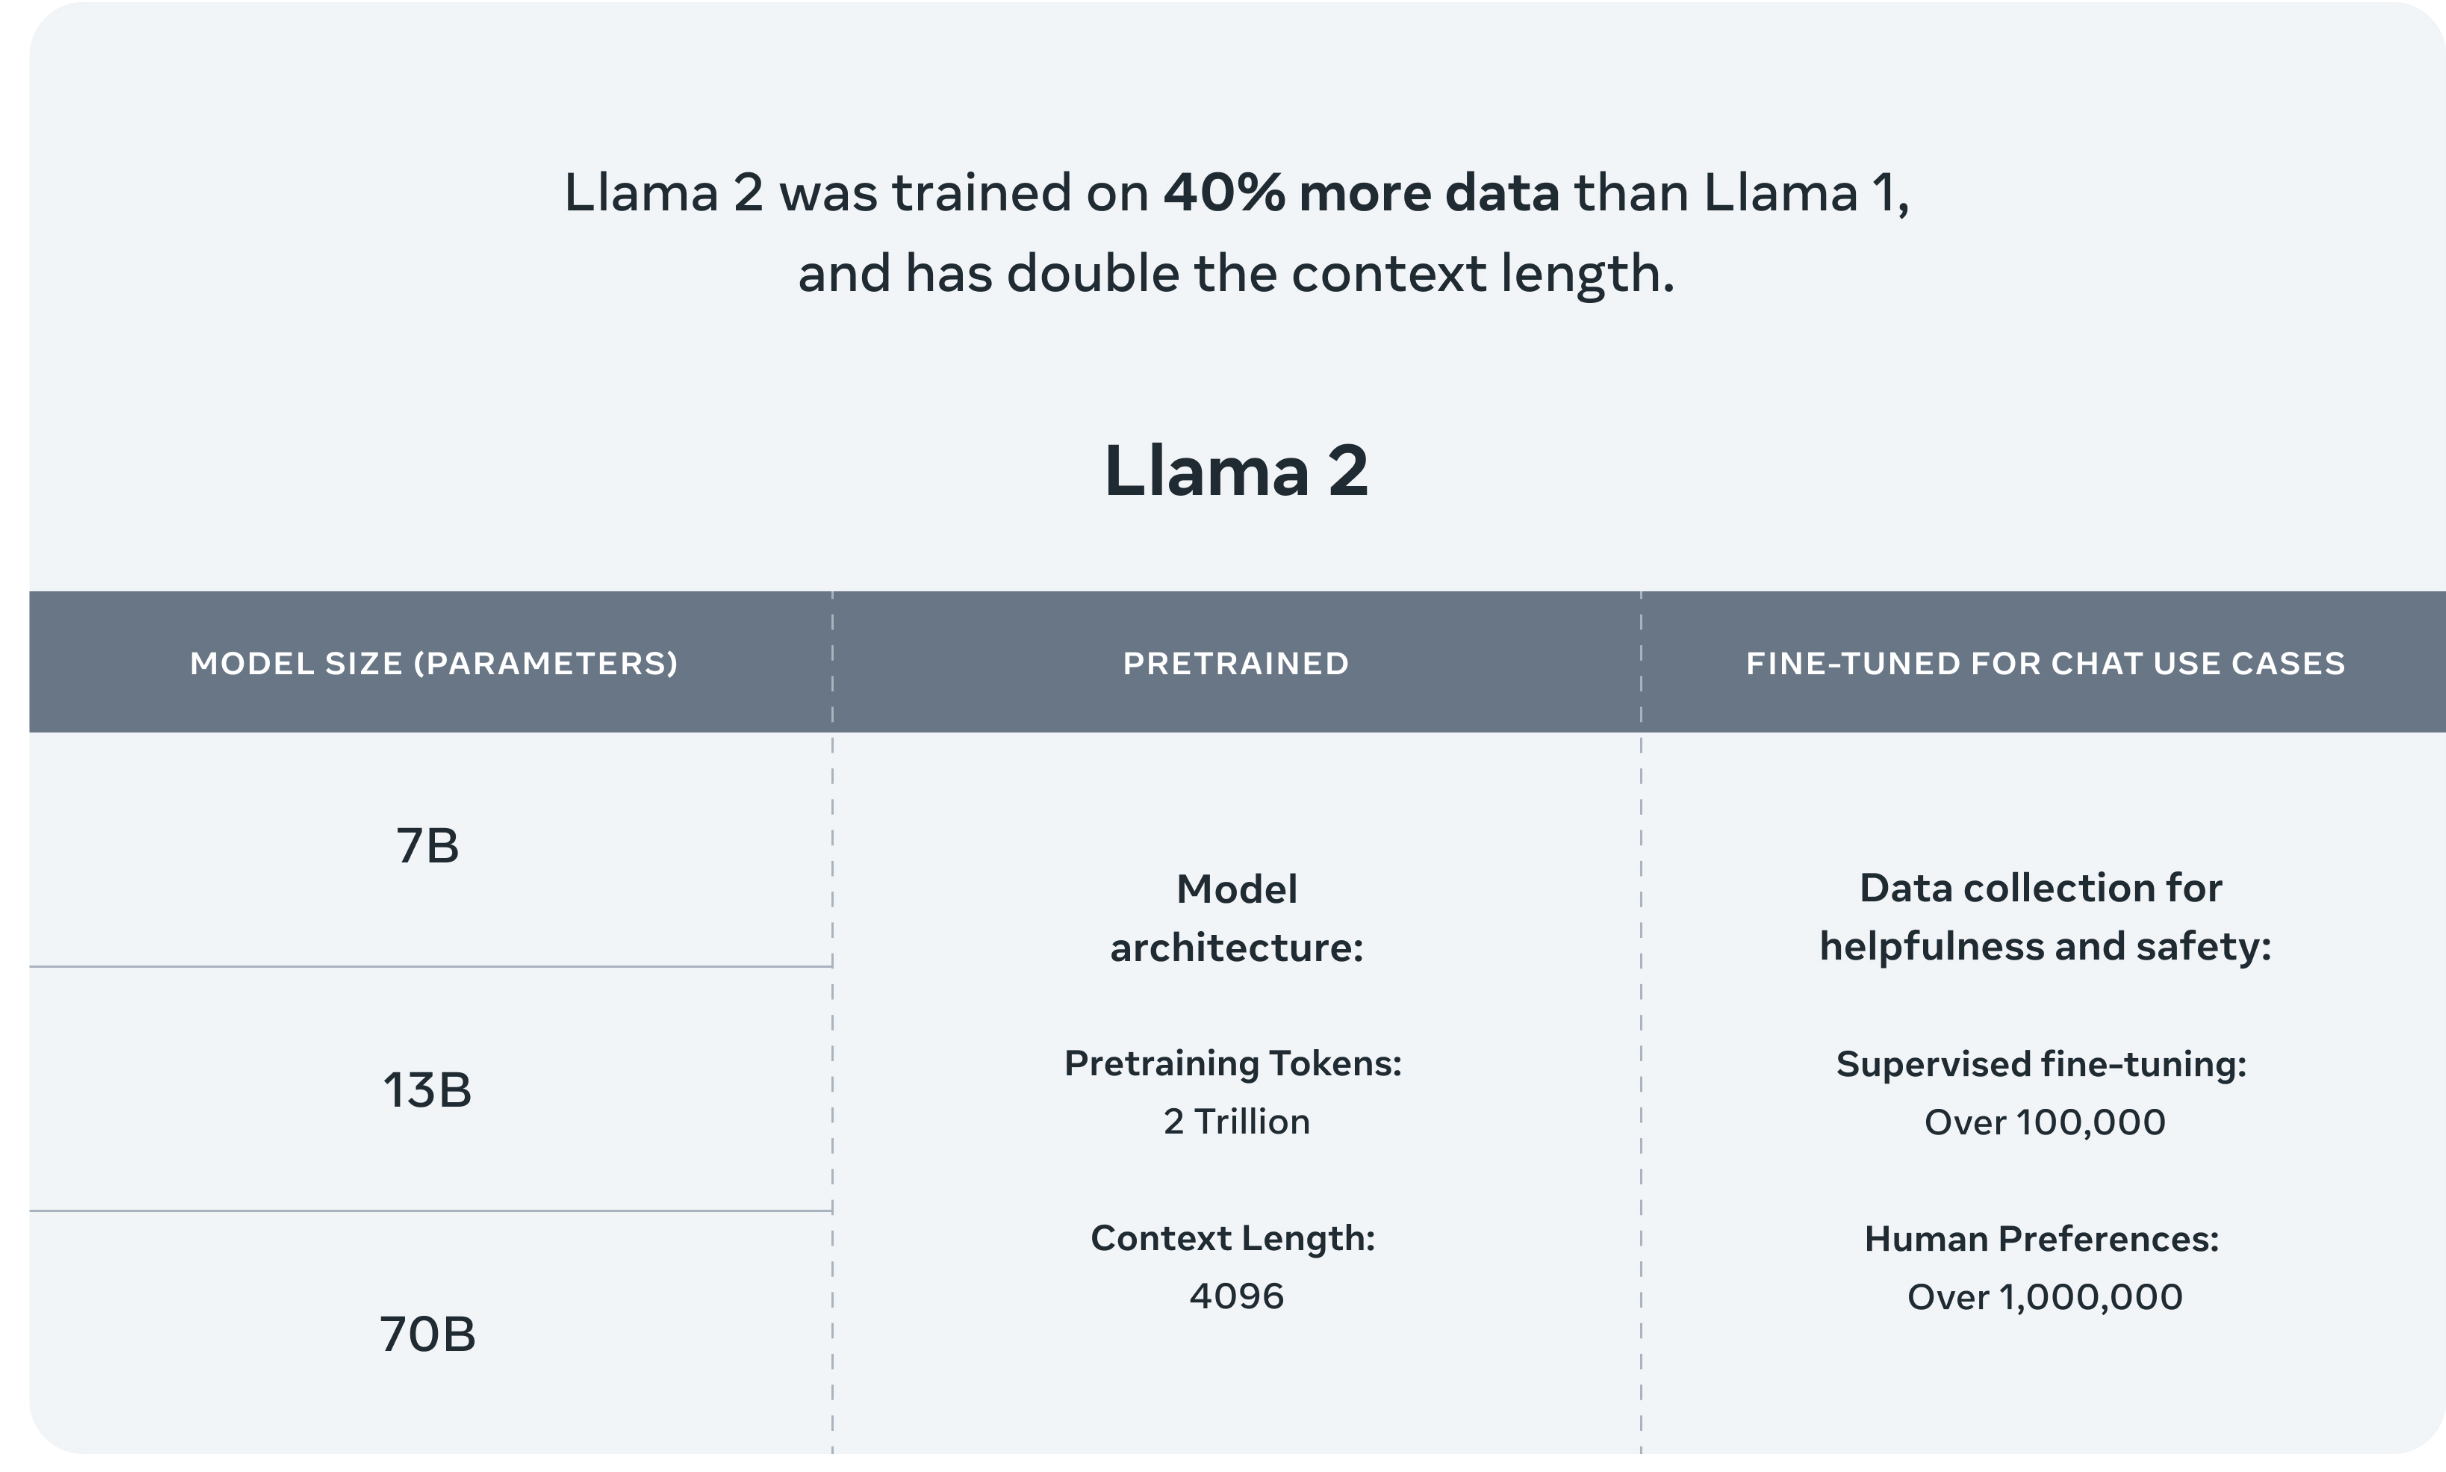 Llama 2 was trained on 40% more data than Llama 1,
and has double the context length.
Llama 2
MODEL SIZE (PARAMETERS)
PRETRAINED
FINE-TUNED FOR CHAT USE CASES
7B
13B
70B
Model
architecture:
Pretraining Tokens:
2 Trillion
Context Length:
4096
Data collection for
helpfulness and safety:
Supervised fine-tuning:
Over 100,000
Human Preferences:
Over 1,000,000